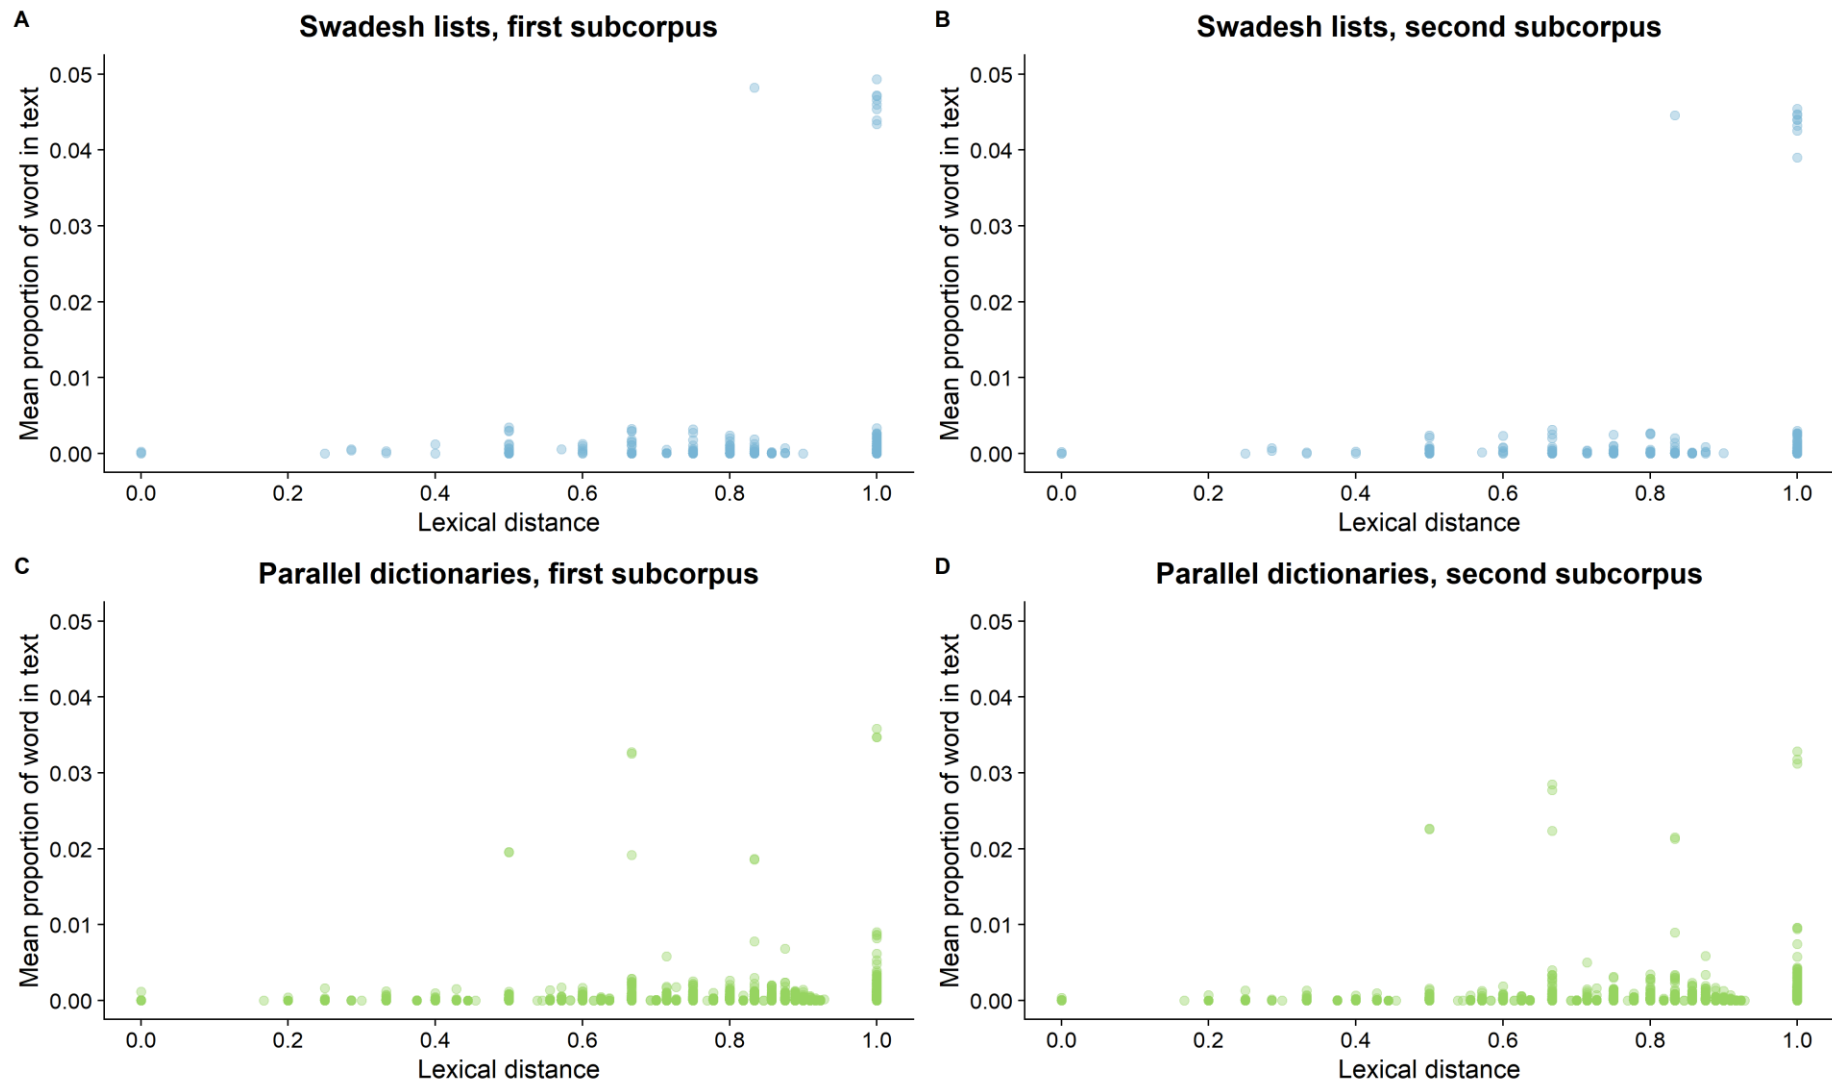 A
Swadesh lists, first subcorpus
Mean proportion of word in text
0.05
0.04
0.03
0.02
0.01
0.00
0.0 0.2 0.4 0.6 0.8 1.0
Lexical distance
B
Swadesh lists, second subcorpus
Mean proportion of word in text
0.05
0.04
0.03
0.02
0.01
0.00
0.0 0.2 0.4 0.6 0.8 1.0
Lexical distance
C
Parallel dictionaries, first subcorpus
Mean proportion of word in text
0.05
0.04
0.03
0.02
0.01
0.00
0.0 0.2 0.4 0.6 0.8 1.0
Lexical distance
D
Parallel dictionaries, second subcorpus
Mean proportion of word in text
0.05
0.04
0.03
0.02
0.01
0.00
0.0 0.2 0.4 0.6 0.8 1.0
Lexical distance